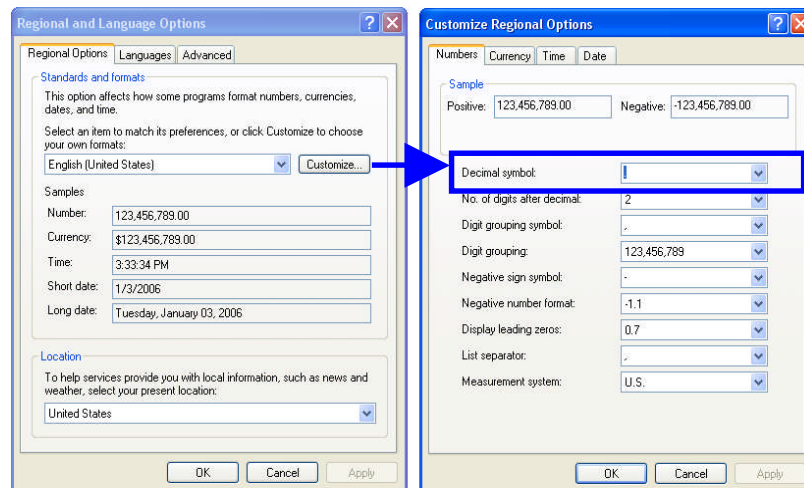 Regional and Language Options
Regional Options Languages Advanced
Standards and formats
This option affects how some programs format numbers, currencies,
dates, and time.
Select an item to match its preferences, or click Customize to choose
your own formats:
English (United States) Customize...
Samples
Number: 123,456,789.00
Currency: $123,456,789.00
Time: 3:33:34 PM
Short date: 1/3/2006
Long date: Tuesday, January 03, 2006
Location
To help services provide you with local information, such as news and
weather, select your present location:
United States
OK Cancel Apply
Customize Regional Options
Numbers Currency Time Date
Sample
Positive: 123,456,789.00 Negative: -123,456,789.00
Decimal symbol: .
No. of digits after decimal: 2
Digit grouping symbol: ,
Digit grouping: 123,456,789
Negative sign symbol: -
Negative number format: -1.1
Display leading zeros: 0.7
List separator: ,
Measurement system: U.S.
OK Cancel Apply